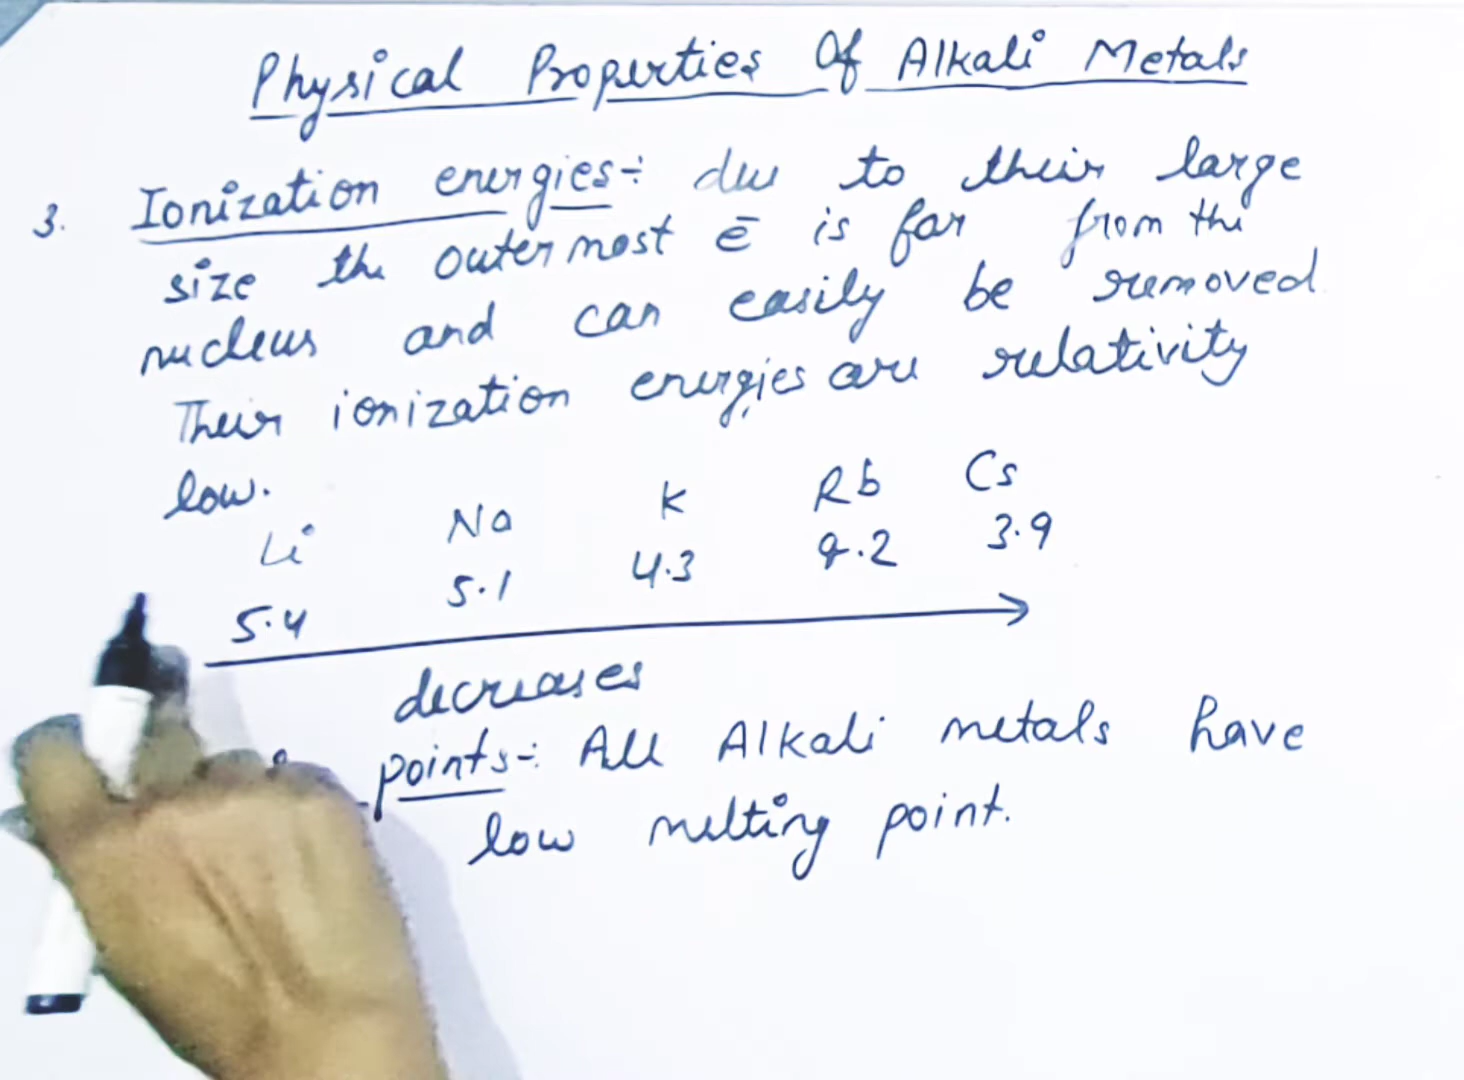 Physical Properties Of Alkali Metals
3. Ionization energies:- due to their large
size the outermost ē is far from the
nucleus and can easily be removed
Their ionization energies are relativity
low.
Li Na K Rb Cs
5.4 5.1 4.3 4.2 3.9
decreases
points:- All Alkali metals have
low melting point.